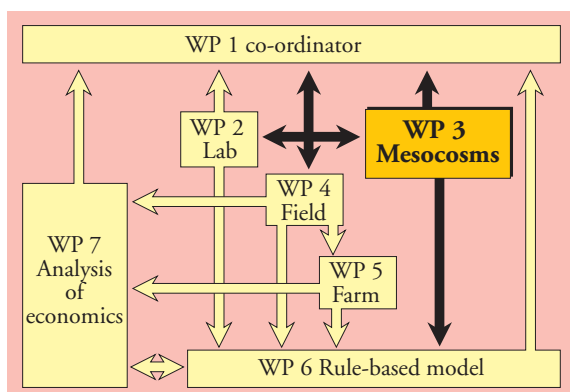 WP 1 co-ordinator
WP 2
Lab
WP 3
Mesocosms
WP 4
Field
WP 7
Analysis
of
economics
WP 5
Farm
WP 6 Rule-based model